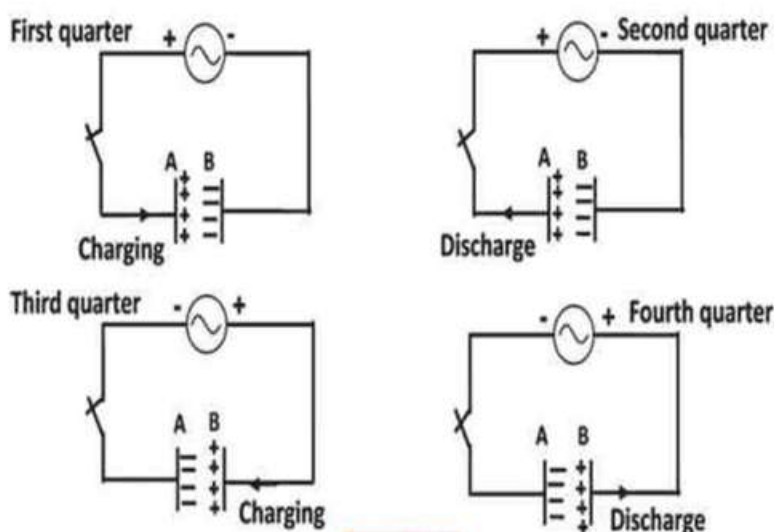 First quarter
+ -
A B
Charging
+ - Second quarter
A B
Discharge
Third quarter - +
A B
Charging
- + Fourth quarter
A B
Discharge